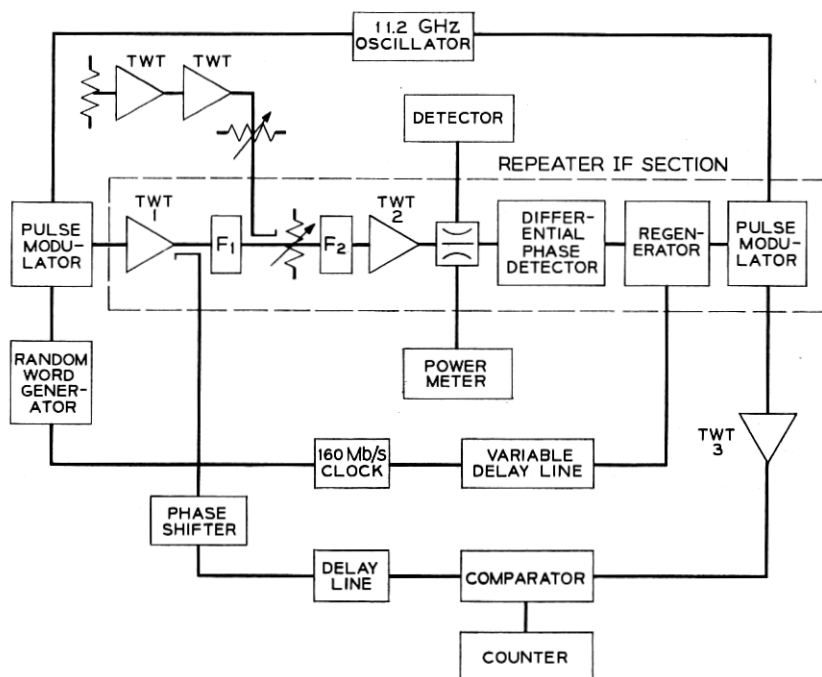 11.2 GHz
OSCILLATOR
TWT
TWT
DETECTOR
REPEATER IF SECTION
PULSE
MODU-
LATOR
TWT
1
F1
F2
TWT
2
DIFFER-
ENTIAL
PHASE
DETECTOR
REGEN-
ERATOR
PULSE
MODU-
LATOR
RANDOM
WORD
GENER-
ATOR
POWER
METER
TWT
3
160 Mb/s
CLOCK
VARIABLE
DELAY LINE
PHASE
SHIFTER
DELAY
LINE
COMPARATOR
COUNTER